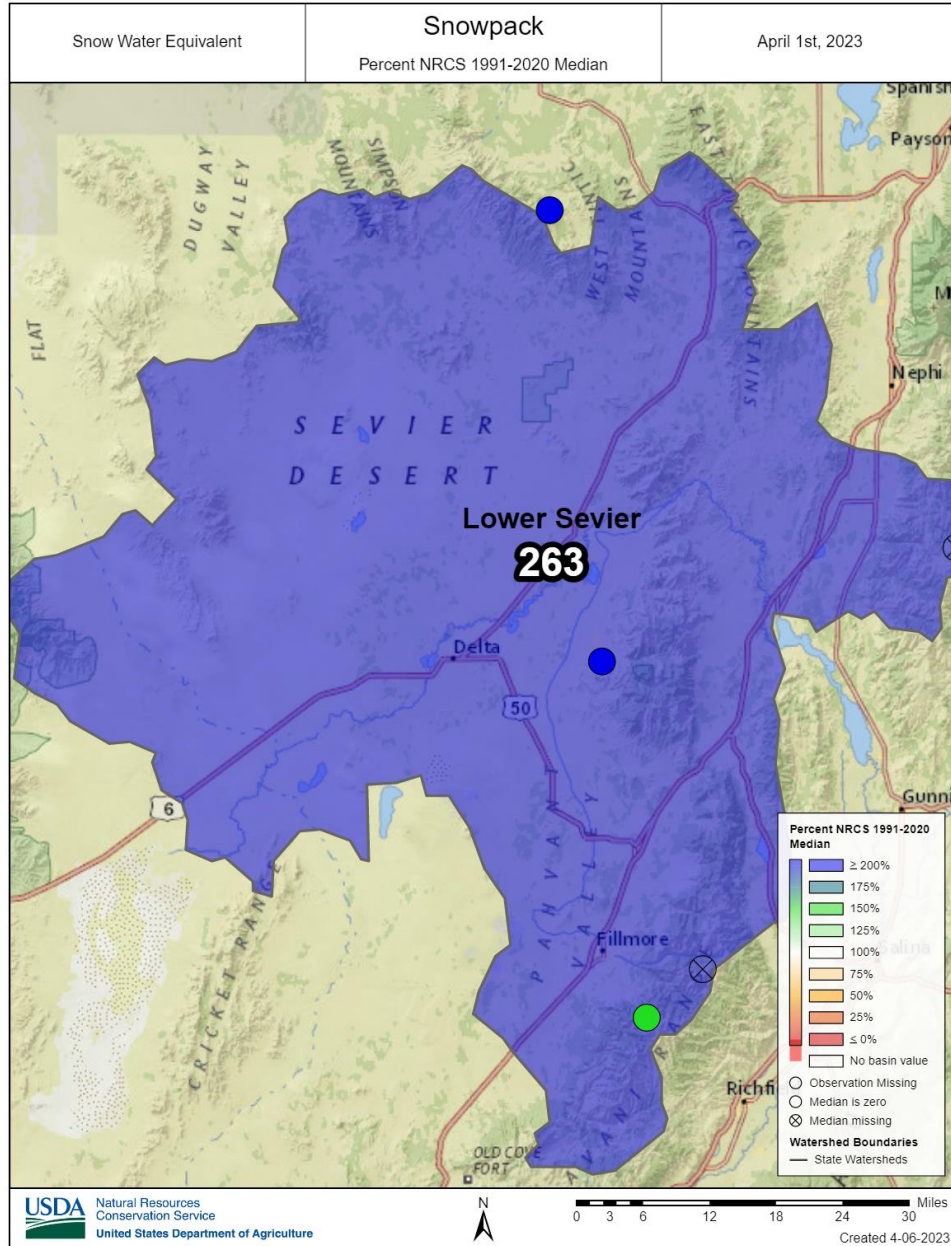 Snow Water Equivalent
Snowpack
Percent NRCS 1991-2020 Median
April 1st, 2023
Spanish
Payson
DUGWAY
VALLEY
SIMPSON
MOUNTAINS
WEST TINTIC
MOUNTAINS
EAST TINTIC MOUNTAINS
FLAT
Nephi
SEVIER
DESERT
Lower Sevier
263
Delta
50
6
Gunni
PAHVANT
VALLEY
CRICKET RANGE
Fillmore
Salina
Richfi
OLD COVE
FORT
Percent NRCS 1991-2020
Median
≥ 200%
175%
150%
125%
100%
75%
50%
25%
≤ 0%
No basin value
Observation Missing
Median is zero
Median missing
Watershed Boundaries
State Watersheds
USDA
Natural Resources
Conservation Service
United States Department of Agriculture
N
Miles
0 3 6 12 18 24 30
Created 4-06-2023